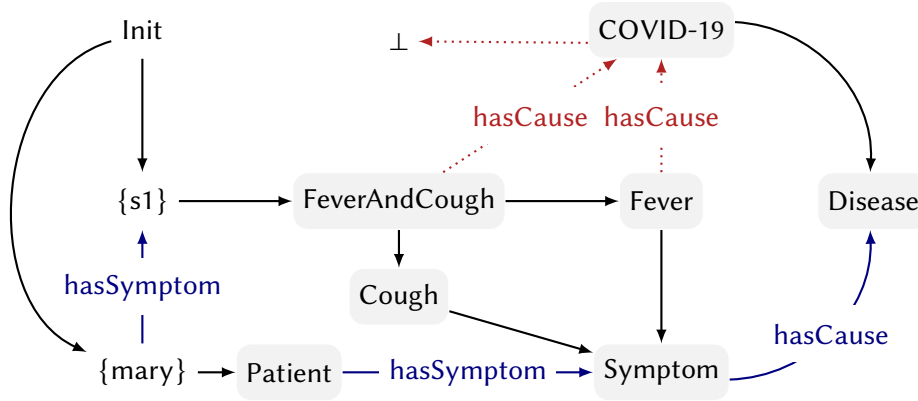 Init
⊥
COVID-19
hasCause
hasCause
{s1}
FeverAndCough
Fever
Disease
hasSymptom
Cough
hasCause
{mary}
Patient
hasSymptom
Symptom